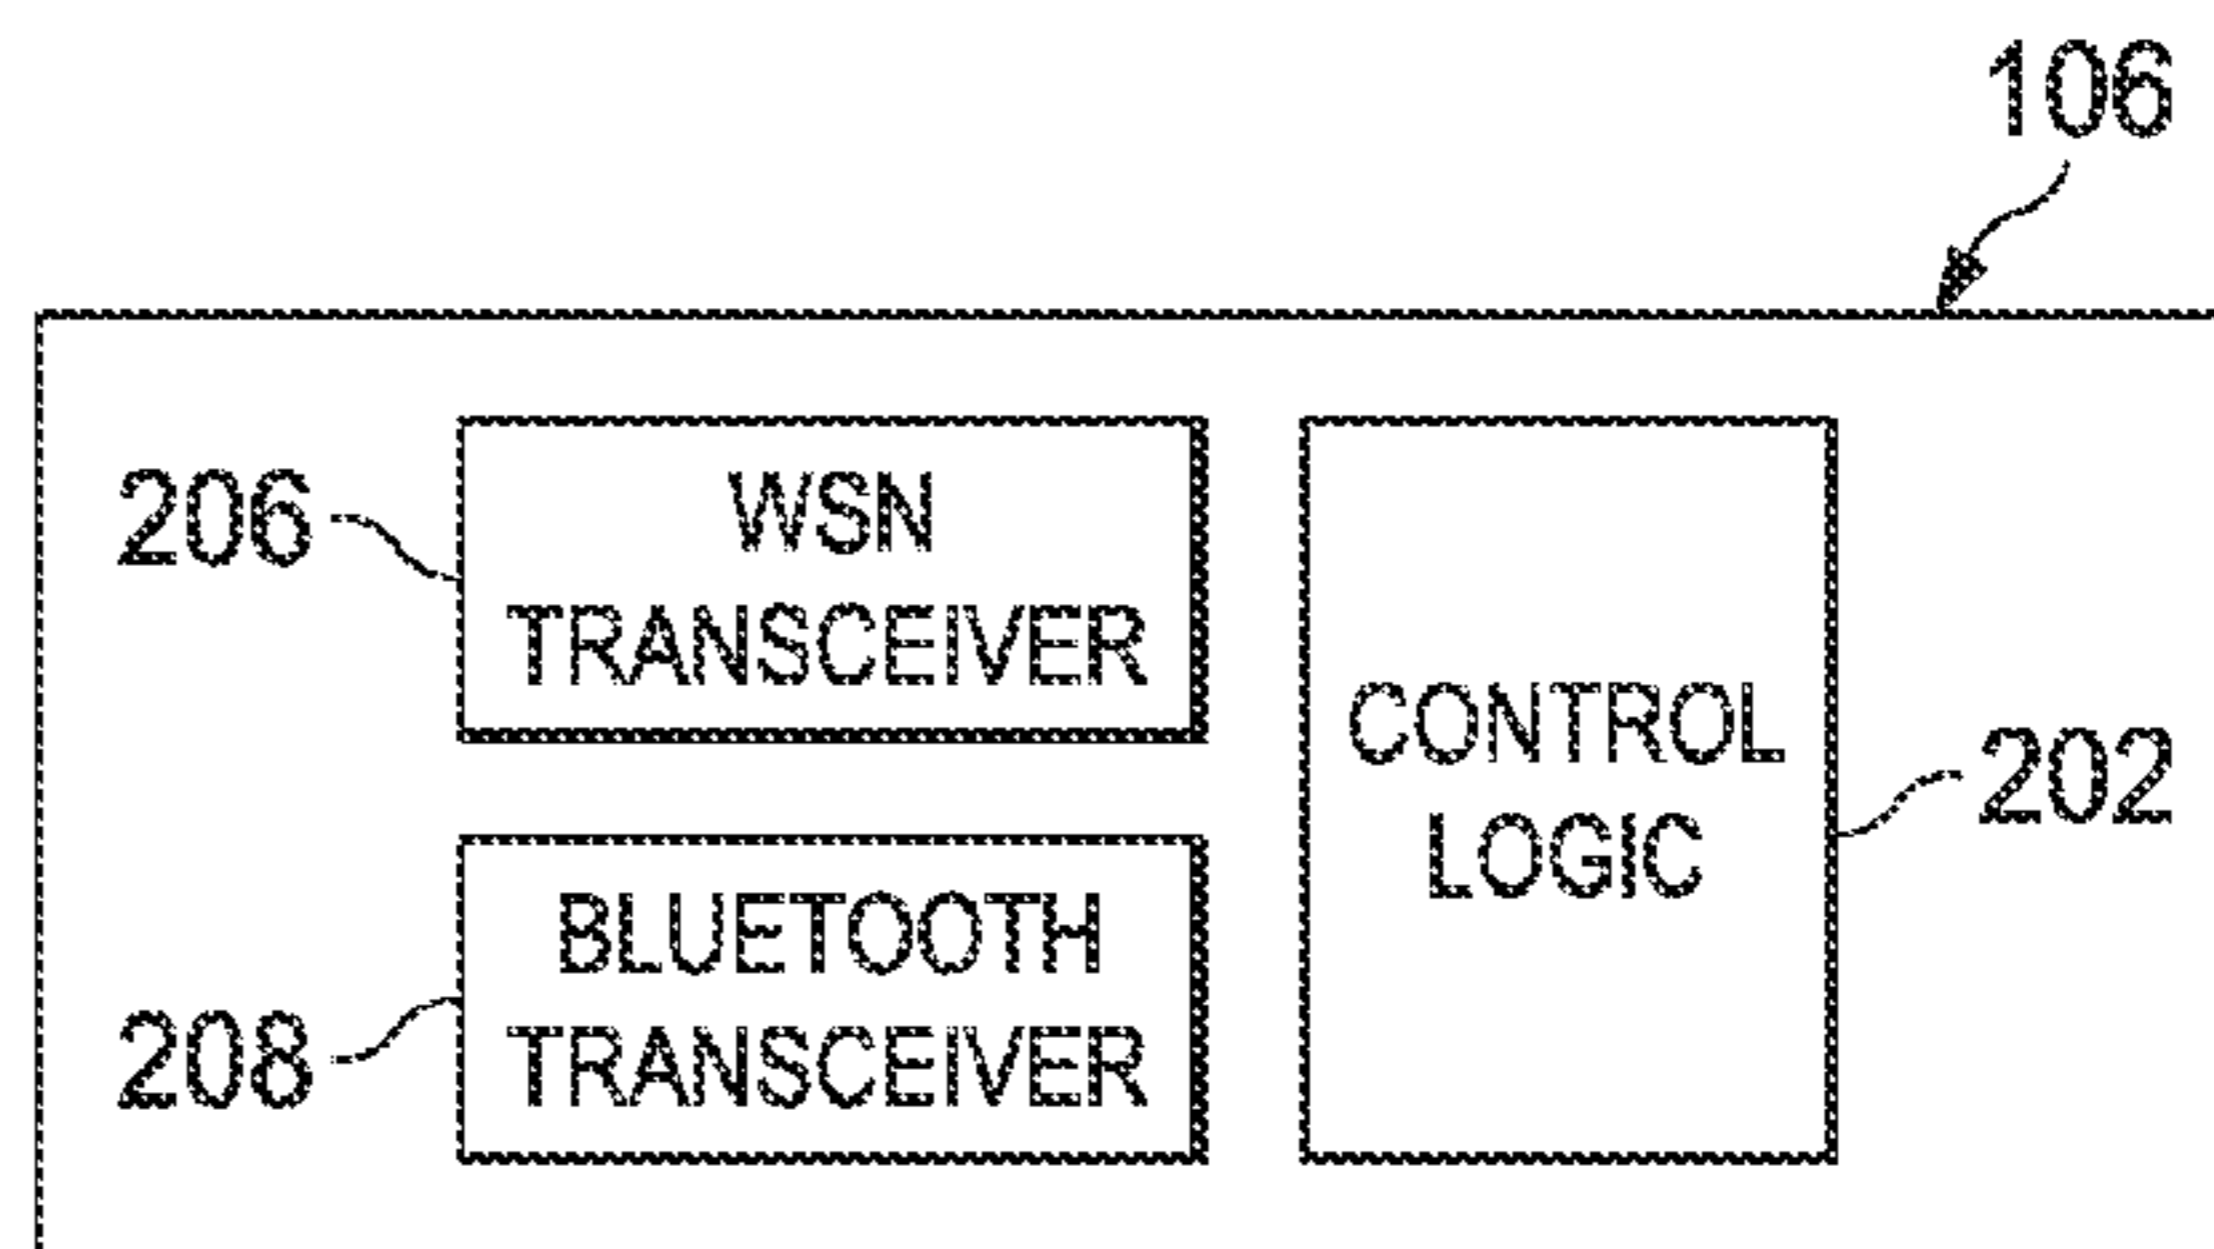 106
206
WSN
TRANSCEIVER
CONTROL
LOGIC
202
BLUETOOTH
TRANSCEIVER
208